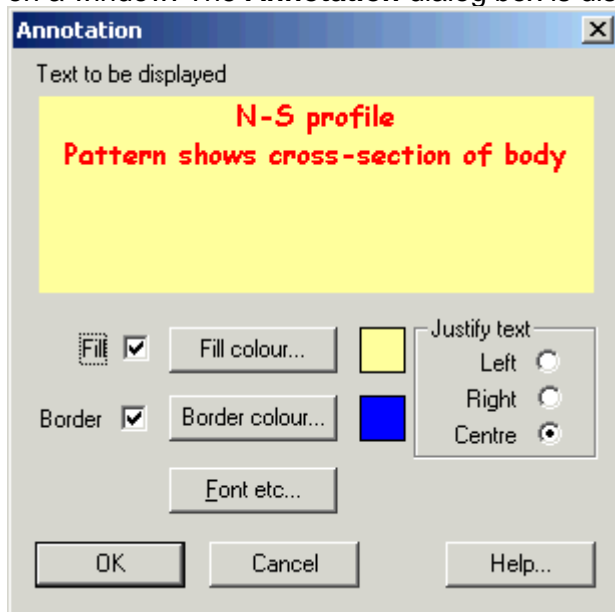 Annotation
Text to be displayed
N-S profile
Pattern shows cross-section of body
Fill
Fill colour...
Justify text
Left
Right
Centre
Border
Border colour...
Font etc...
OK
Cancel
Help...